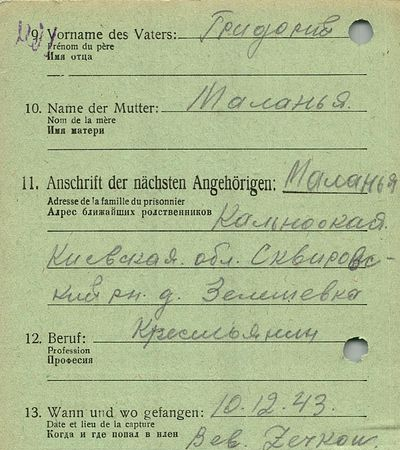 9. Vorname des Vaters:
Prénom du père
Имя отца
10. Name der Mutter: Маланья
Nom de la mère
Имя матери
11. Anschrift der nächsten Angehörigen: Маланья
Adresse de la famille du prisonnier
Адрес ближайших родственников
Киевская. обл. Сквировс-
кий рн. д.
12. Beruf: Крестьянин
Profession
Професия
13. Wann und wo gefangen: 10.12.43.
Date et lieu de la capture
Когда и где попал в плен